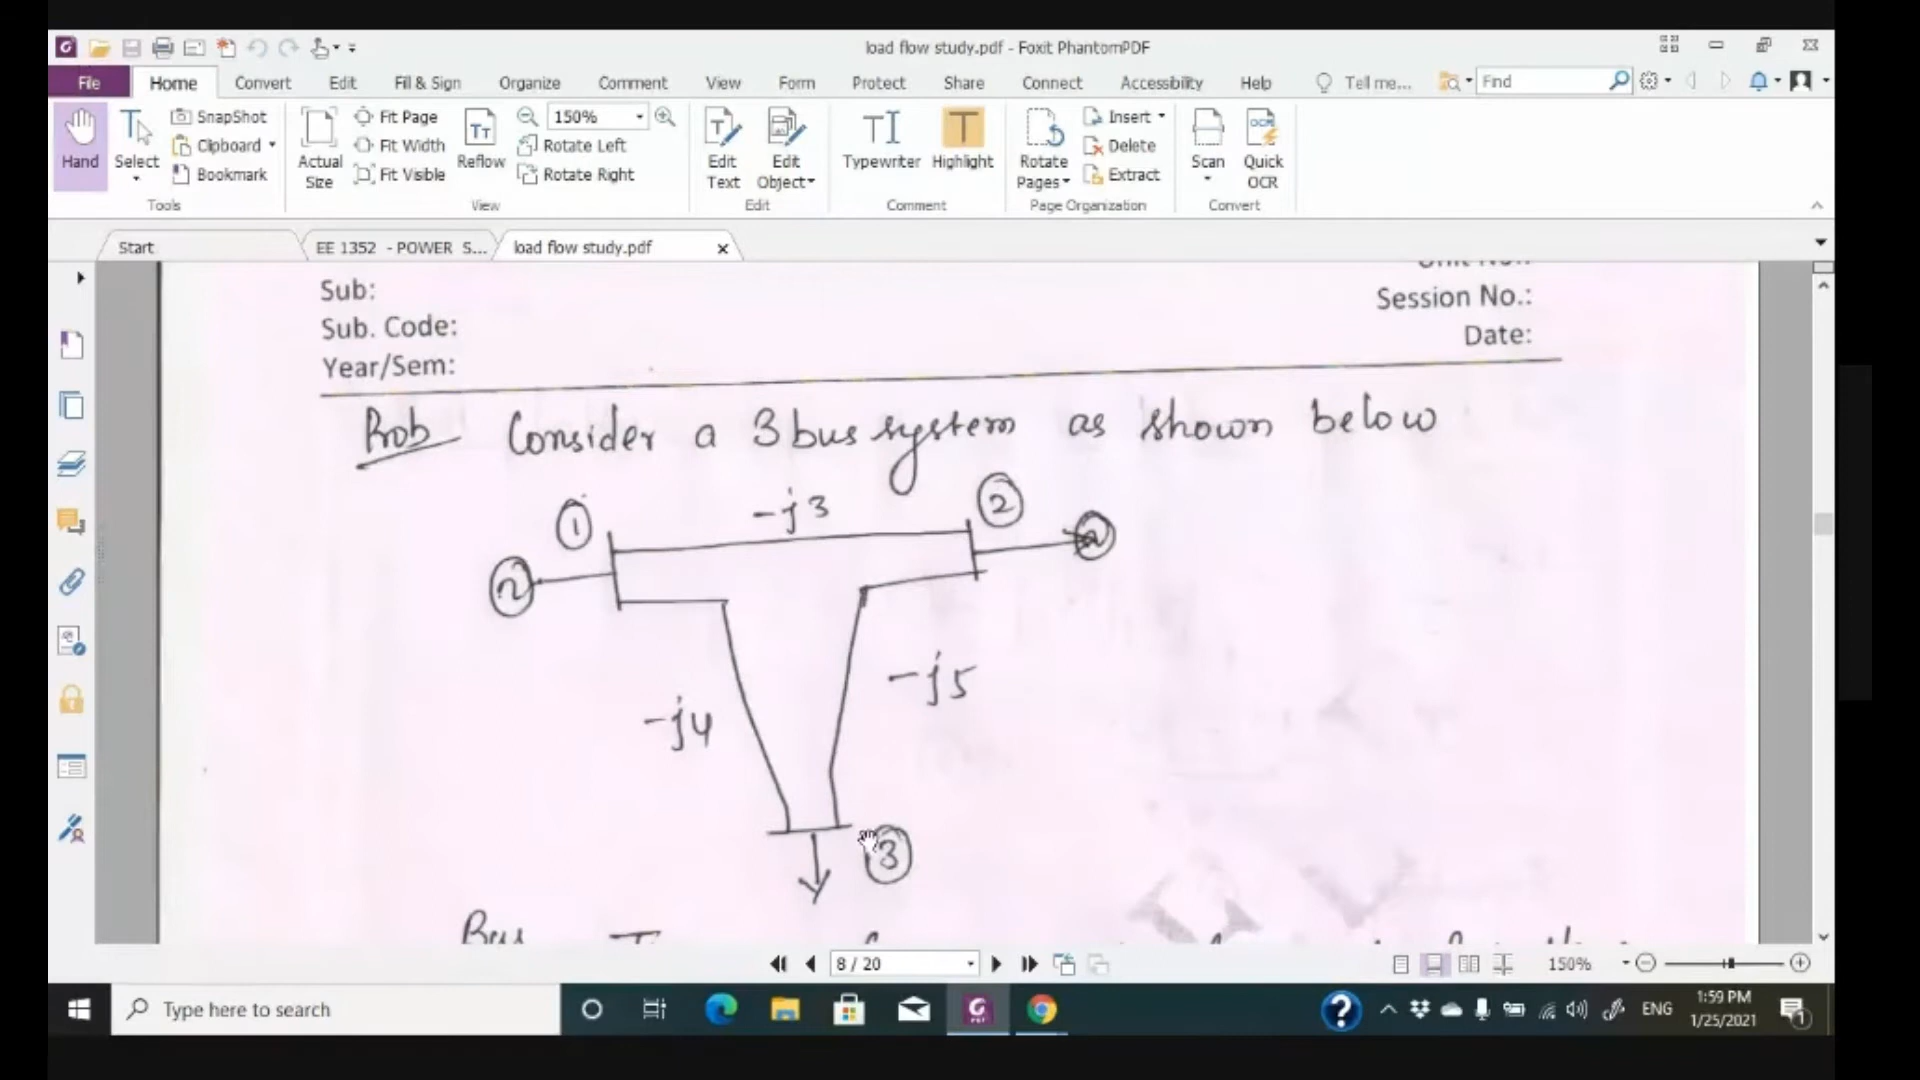 load flow study.pdf - Foxit PhantomPDF
File Home Convert Edit Fill & Sign Organize Comment View Form Protect Share Connect Accessibility Help Tell me... Find
Hand
Select
SnapShot
Clipboard
Bookmark
Tools
Actual Size
Fit Page
Fit Width
Fit Visible
Reflow
150%
Rotate Left
Rotate Right
View
Edit Text
Edit Object
Edit
Typewriter
Highlight
Comment
Rotate Pages
Insert
Delete
Extract
Page Organization
Scan
Quick OCR
Convert
Start
EE 1352 - POWER S...
load flow study.pdf
Sub:
Session No.:
Sub. Code:
Date:
Year/Sem:
Prob Consider a 3 bus system as shown below
1
-j3
2
-j4
-j5
3
Bus
8 / 20
150%
Type here to search
ENG
1:59 PM
1/25/2021
1